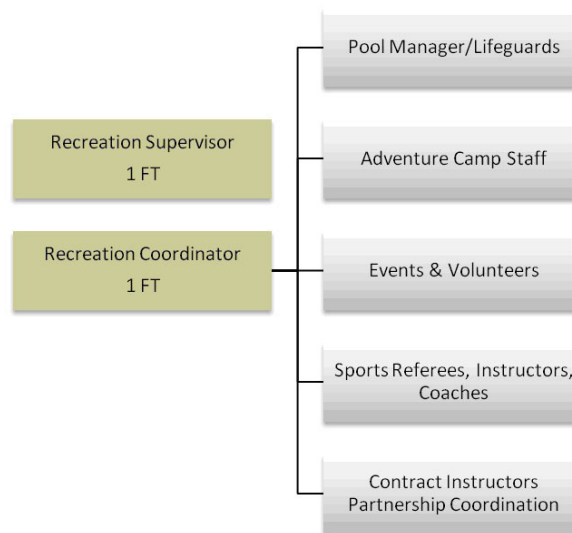 Recreation Supervisor
1 FT
Recreation Coordinator
1 FT
Pool Manager/Lifeguards
Adventure Camp Staff
Events & Volunteers
Sports Referees, Instructors,
Coaches
Contract Instructors
Partnership Coordination